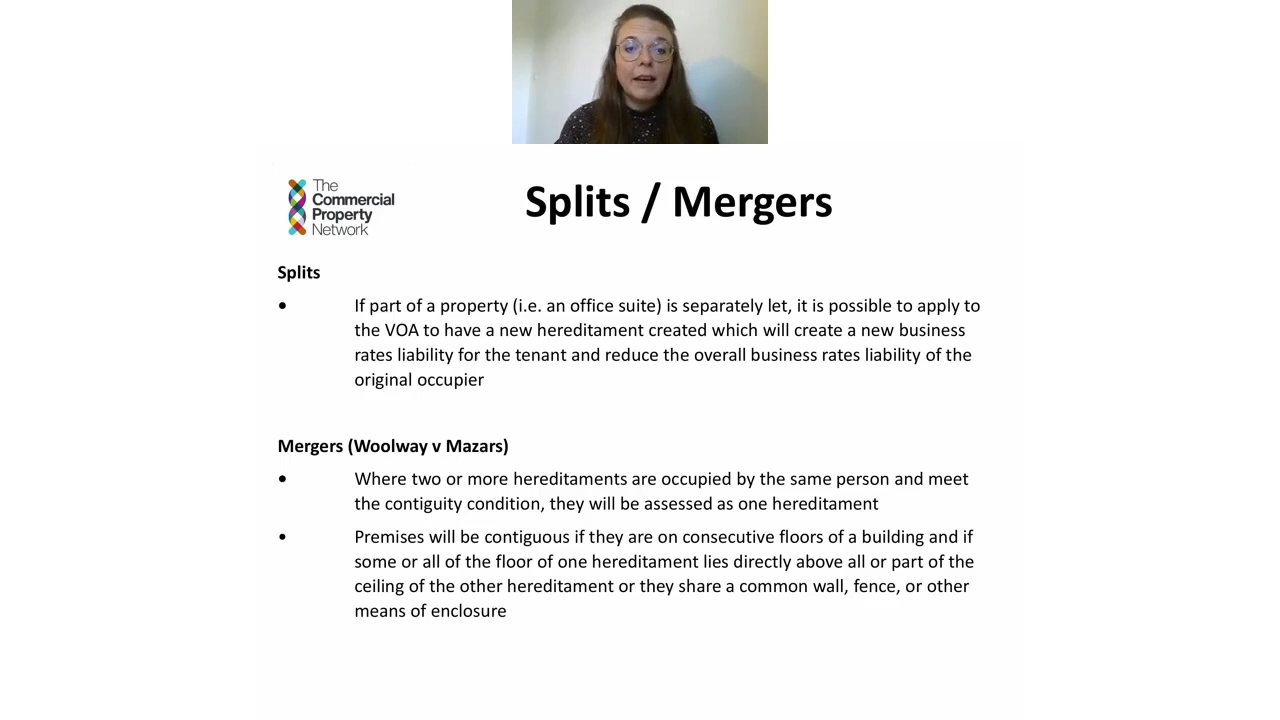 The
Commercial
Property
Network
Splits / Mergers
Splits
• If part of a property (i.e. an office suite) is separately let, it is possible to apply to
the VOA to have a new hereditament created which will create a new business
rates liability for the tenant and reduce the overall business rates liability of the
original occupier
Mergers (Woolway v Mazars)
• Where two or more hereditaments are occupied by the same person and meet
the contiguity condition, they will be assessed as one hereditament
• Premises will be contiguous if they are on consecutive floors of a building and if
some or all of the floor of one hereditament lies directly above all or part of the
ceiling of the other hereditament or they share a common wall, fence, or other
means of enclosure